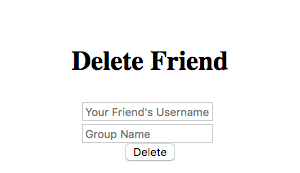 Delete Friend
Your Friend's Username
Group Name
Delete